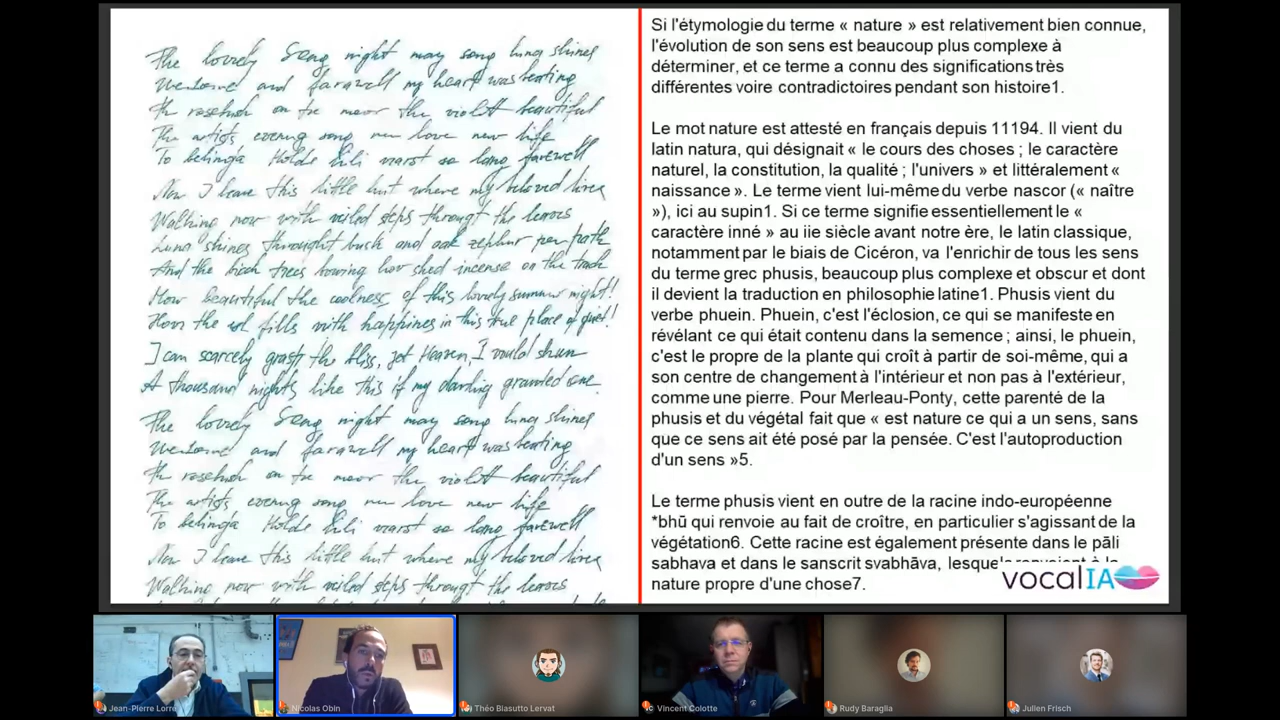 The lovely Song night may song luna shines
Welcome and farewell my heart was beating
The rosebush on the moor the violet beautiful
The artists evening song new love new life
To belinda Holde Lili warst so long farewell
Now I leave this little hut where my beloved lives
Walking now with veiled steps througt the leaves
Luna shines throught bush and oak zephyr per path
And the birch trees bowing low shed incense on the track
How beautiful the coolness of this lovely summer night!
How the soul fills with happines in this true place of quiet!
I can scarcely grasp the bliss, jet Heaven, I would shun
A thousand nights like this if my darling granted one.
The lovely Song night may song luna shines
Welcome and farewell my heart was beating
The rosebush on the moor the violet beautiful
The artists evening song new love new life
To belinda Holde Lili warst so long farewell
Now I leave this little hut where my beloved lives
Walking now with veiled steps througt the leaves
Si l'étymologie du terme « nature » est relativement bien connue,
l'évolution de son sens est beaucoup plus complexe à
déterminer, et ce terme a connu des significations très
différentes voire contradictoires pendant son histoire1.
Le mot nature est attesté en français depuis 11194. Il vient du
latin natura, qui désignait « le cours des choses ; le caractère
naturel, la constitution, la qualité ; l'univers » et littéralement «
naissance ». Le terme vient lui-même du verbe nascor (« naître
»), ici au supin1. Si ce terme signifie essentiellement le «
caractère inné » au iie siècle avant notre ère, le latin classique,
notamment par le biais de Cicéron, va l'enrichir de tous les sens
du terme grec phusis, beaucoup plus complexe et obscur et dont
il devient la traduction en philosophie latine1. Phusis vient du
verbe phuein. Phuein, c'est l'éclosion, ce qui se manifeste en
révélant ce qui était contenu dans la semence ; ainsi, le phuein,
c'est le propre de la plante qui croît à partir de soi-même, qui a
son centre de changement à l'intérieur et non pas à l'extérieur,
comme une pierre. Pour Merleau-Ponty, cette parenté de la
phusis et du végétal fait que « est nature ce qui a un sens, sans
que ce sens ait été posé par la pensée. C'est l'autoproduction
d'un sens »5.
Le terme phusis vient en outre de la racine indo-européenne
*bhū qui renvoie au fait de croître, en particulier s'agissant de la
végétation6. Cette racine est également présente dans le pāli
sabhava et dans le sanscrit svabhāva, lesquels renvoient à la
nature propre d'une chose7.
vocalIA
Jean-Pierre Lorré
Nicolas Obin
Théo Biasutto Lervat
Vincent Colotte
Rudy Baraglia
Julien Frisch